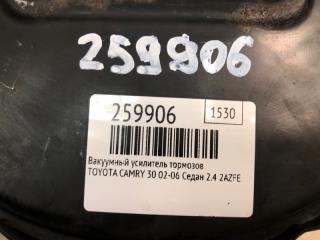 259906
259906 1530
Вакуумный усилитель тормозов
TOYOTA CAMRY 30 02-06 Седан 2.4 2AZFE